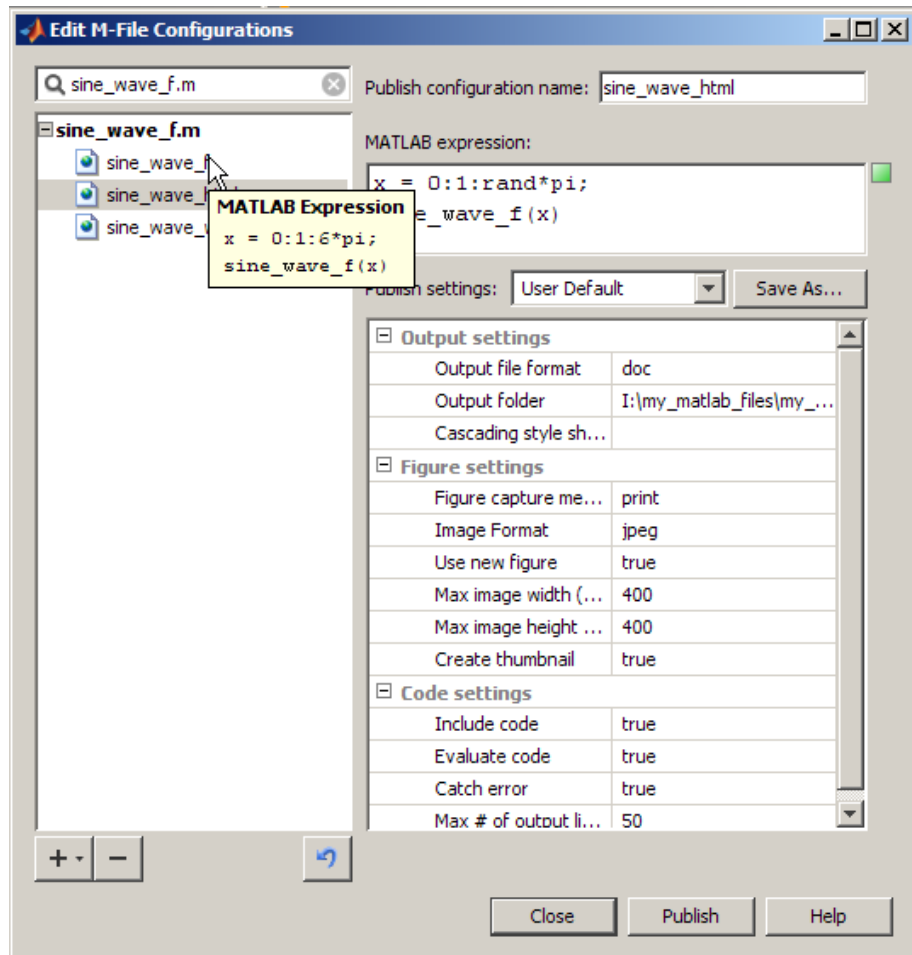 Edit M-File Configurations
sine_wave_f.m
Publish configuration name: sine_wave_html
sine_wave_f.m
MATLAB expression:
sine_wave_f
x = 0:1:rand*pi;
sine_wave_h
MATLAB Expression
e_wave_f(x)
sine_wave_
x = 0:1:6*pi;
sine_wave_f(x)
Publish settings: User Default Save As...
Output settings
Output file format doc
Output folder I:\my_matlab_files\my_...
Cascading style sh...
Figure settings
Figure capture me... print
Image Format jpeg
Use new figure true
Max image width (... 400
Max image height ... 400
Create thumbnail true
Code settings
Include code true
Evaluate code true
Catch error true
Max # of output li... 50
Close Publish Help